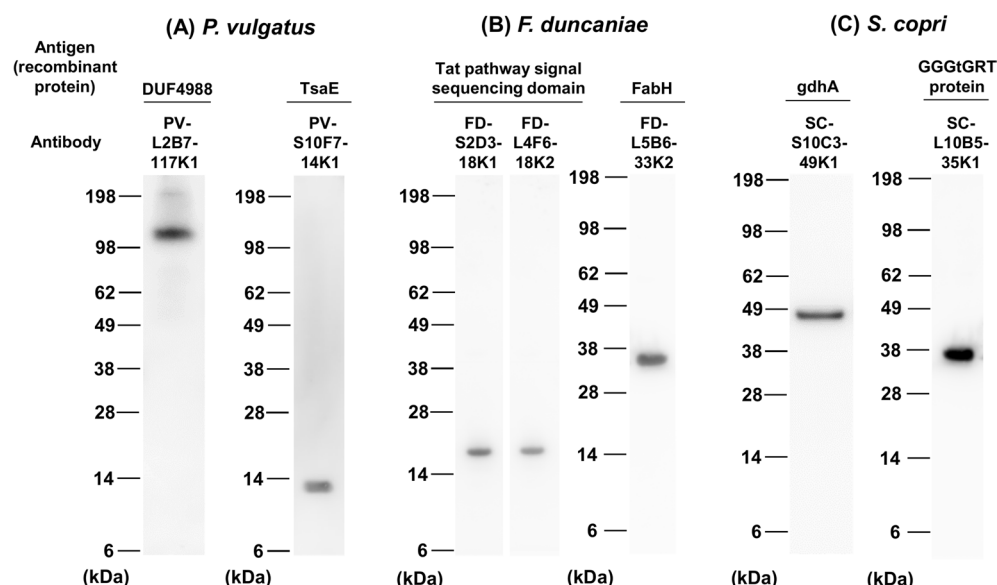 (A) P. vulgatus
(B) F. duncaniae
(C) S. copri
Antigen
(recombinant
protein)
DUF4988
TsaE
Tat pathway signal
sequencing domain
FabH
gdhA
GGGtGRT
protein
Antibody
PV-
L2B7-
117K1
PV-
S10F7-
14K1
FD-
S2D3-
18K1
FD-
L4F6-
18K2
FD-
L5B6-
33K2
SC-
S10C3-
49K1
SC-
L10B5-
35K1
198
98
62
49
38
28
14
6
(kDa)
198
98
62
49
38
28
14
6
(kDa)
198
98
62
49
38
28
14
6
(kDa)
198
98
62
49
38
28
14
6
(kDa)
198
98
62
49
38
28
14
6
(kDa)
198
98
62
49
38
28
14
6
(kDa)